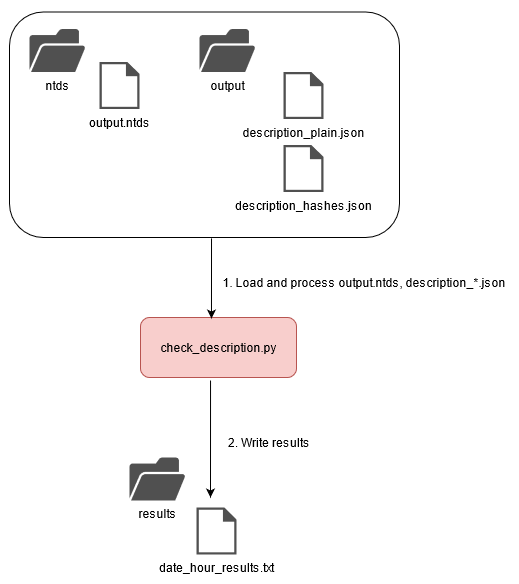 ntds
output
output.ntds
description_plain.json
description_hashes.json
1. Load and process output.ntds, description_*.json
check_description.py
2. Write results
results
date_hour_results.txt